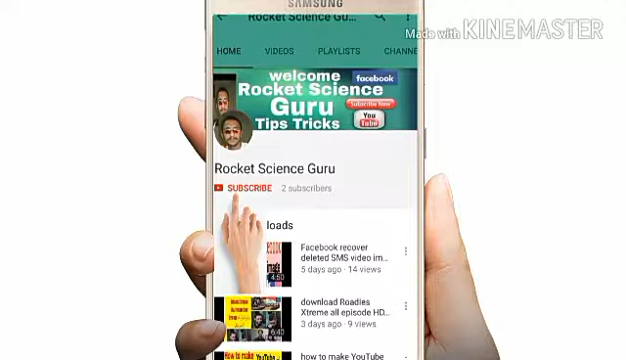 SAMSUNG
Rocket Science Gu...
Made with KINEMASTER
HOME VIDEOS PLAYLISTS CHANNE
welcome
facebook
Rocket Science
Subscribe Now
Guru
You
Tube
Tips Tricks
Rocket Science Guru
SUBSCRIBE 2 subscribers
loads
Facebook recover
deleted SMS video im...
5 days ago · 14 views
4:50
download Roadies
Xtreme all episode HD...
3 days ago · 9 views
6:40
how to make YouTube